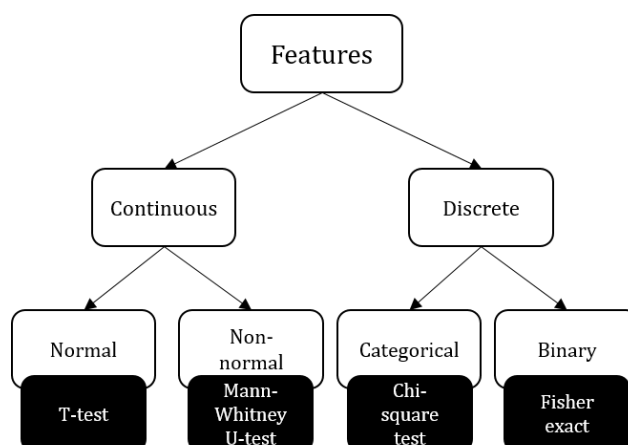 Features
Continuous
Discrete
Normal
Non-
normal
Categorical
Binary
T-test
Mann-
Whitney
U-test
Chi-
square
test
Fisher
exact